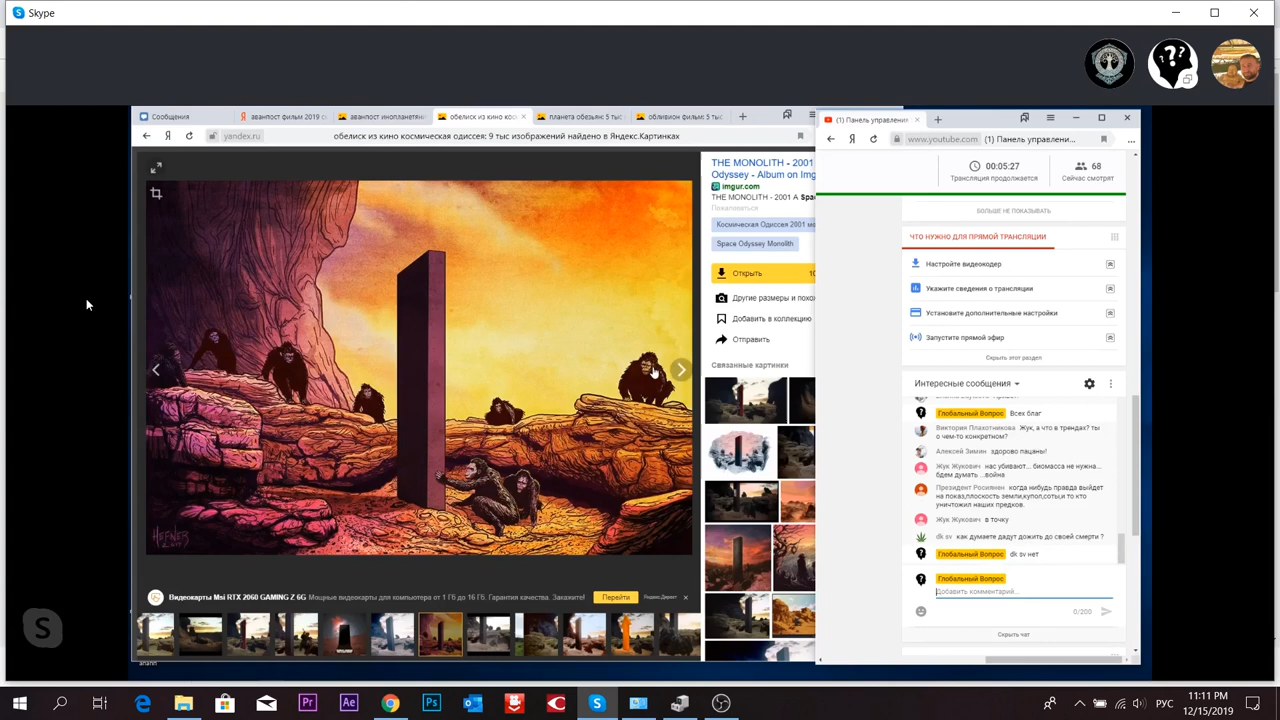 Skype
Сообщения
аванпост фильм 2019 с
аванпост инопланетян
обелиск из кино кос
планета обезьян: 5 тыс
обливион фильм: 5 тыс
yandex.ru
обелиск из кино космическая одиссея: 9 тыс изображений найдено в Яндекс.Картинках
THE MONOLITH - 2001
Odyssey - Album on Img
imgur.com
THE MONOLITH - 2001 A Spa
Пожаловаться
Космическая Одиссея 2001 мо
Space Odyssey Monolith
Открыть
10
Другие размеры и похо
Добавить в коллекцию
Отправить
Связанные картинки
Видеокарты Msi RTX 2060 GAMING Z 6G
Мощные видеокарты для компьютера от 1 Гб до 16 Гб. Гарантия качества. Закажите!
Перейти
Яндекс.Директ
(1) Панель управлени
www.youtube.com
(1) Панель управлени...
00:05:27
Трансляция продолжается
68
Сейчас смотрят
БОЛЬШЕ НЕ ПОКАЗЫВАТЬ
ЧТО НУЖНО ДЛЯ ПРЯМОЙ ТРАНСЛЯЦИИ
Настройте видеокодер
Укажите сведения о трансляции
Установите дополнительные настройки
Запустите прямой эфир
Скрыть этот раздел
Интересные сообщения
Глобальный Вопрос Всех благ
Виктория Плахотникова Жук, а что в трендах? ты
о чем-то конкретном?
Алексей Зимин здорово пацаны!
Жук Жукович нас убивают... биомасса не нужна...
бдем думать ...война
Президент Росиянен когда нибудь правда выйдет
на показ,плоскость земли,купол,соты,и то кто
уничтожил наших предков.
Жук Жукович в точку
dk sv как думаете дадут дожить до своей смерти ?
Глобальный Вопрос dk sv нет
Глобальный Вопрос
Добавить комментарий...
0/200
Скрыть чат
РУС
11:11 PM
12/15/2019